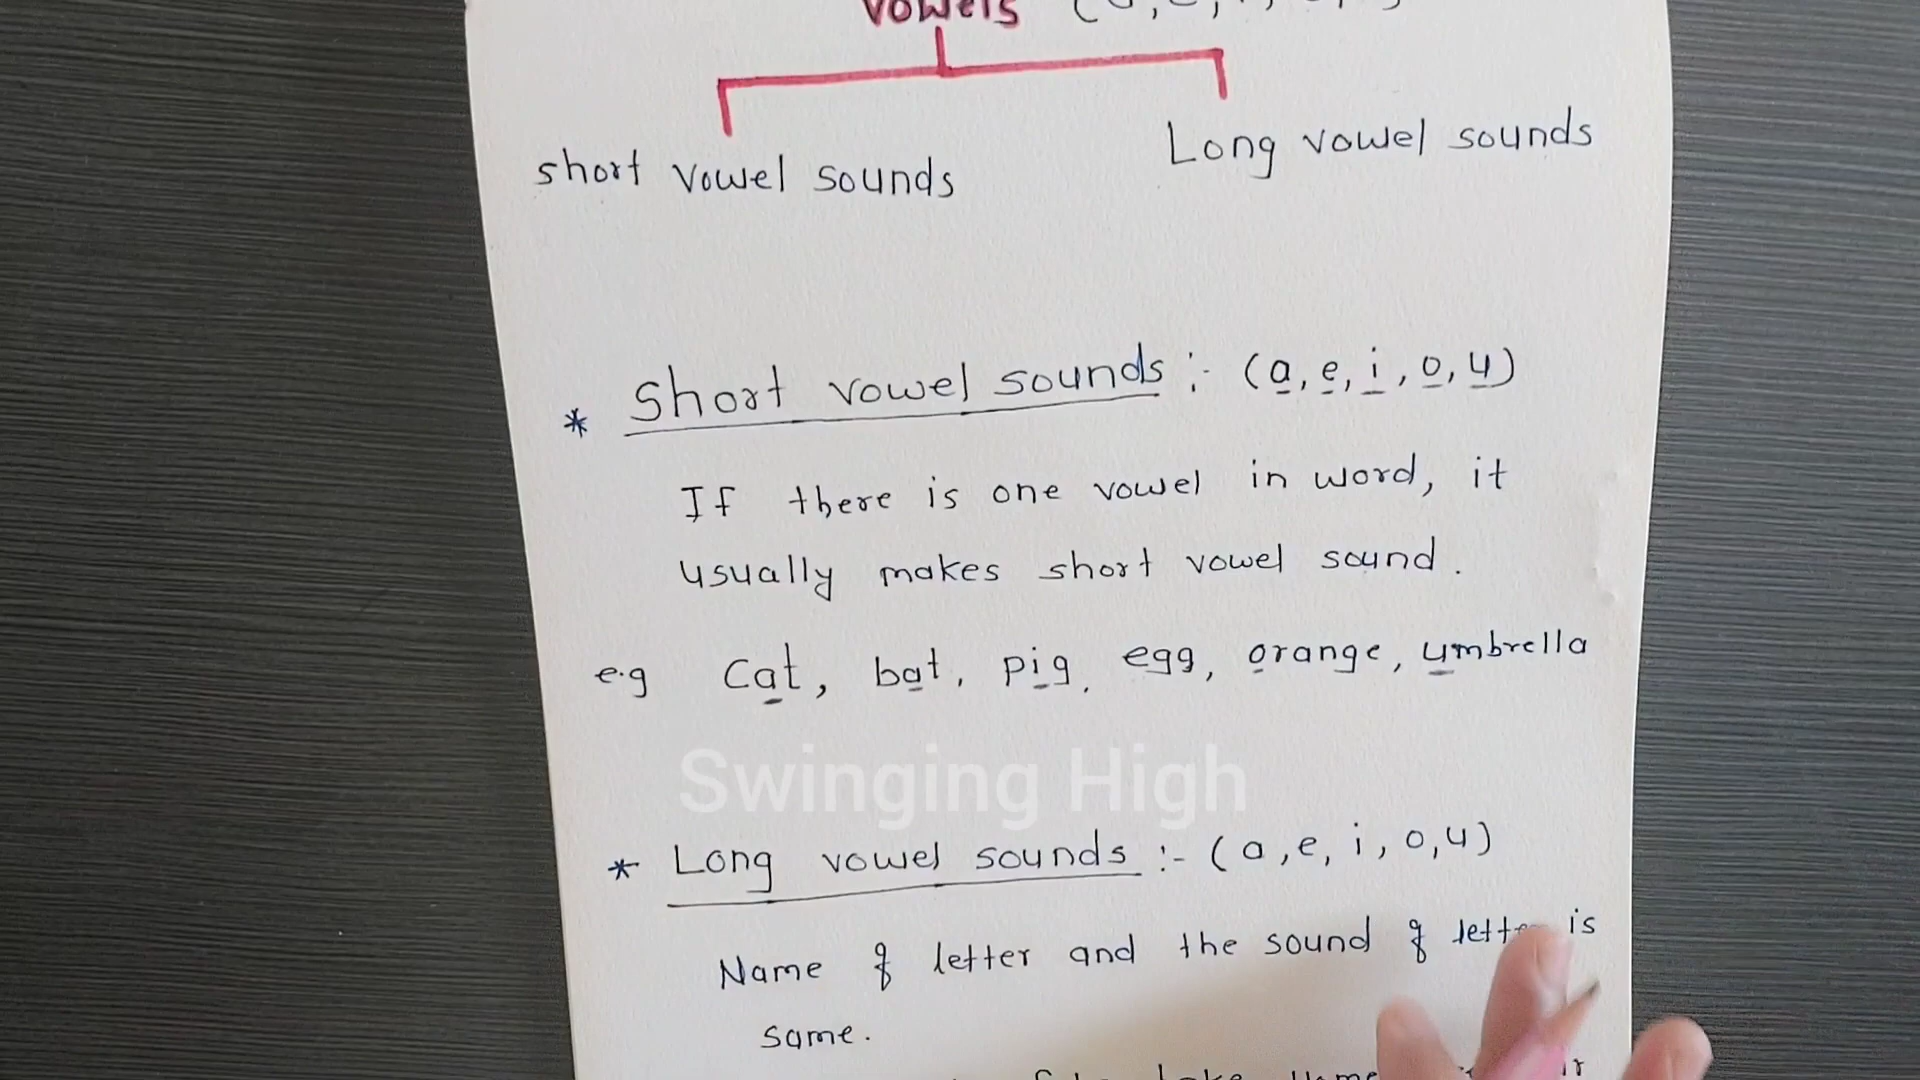 vowels
short vowel sounds
Long vowel sounds
* Short vowel sounds :- (a, e, i, o, u)
If there is one vowel in word, it
usually makes short vowel sound.
e.g Cat, bat, pig, egg, orange, umbrella
Swinging High
* Long vowel sounds :- (a, e, i, o, u)
Name of letter and the sound of letter is
same.